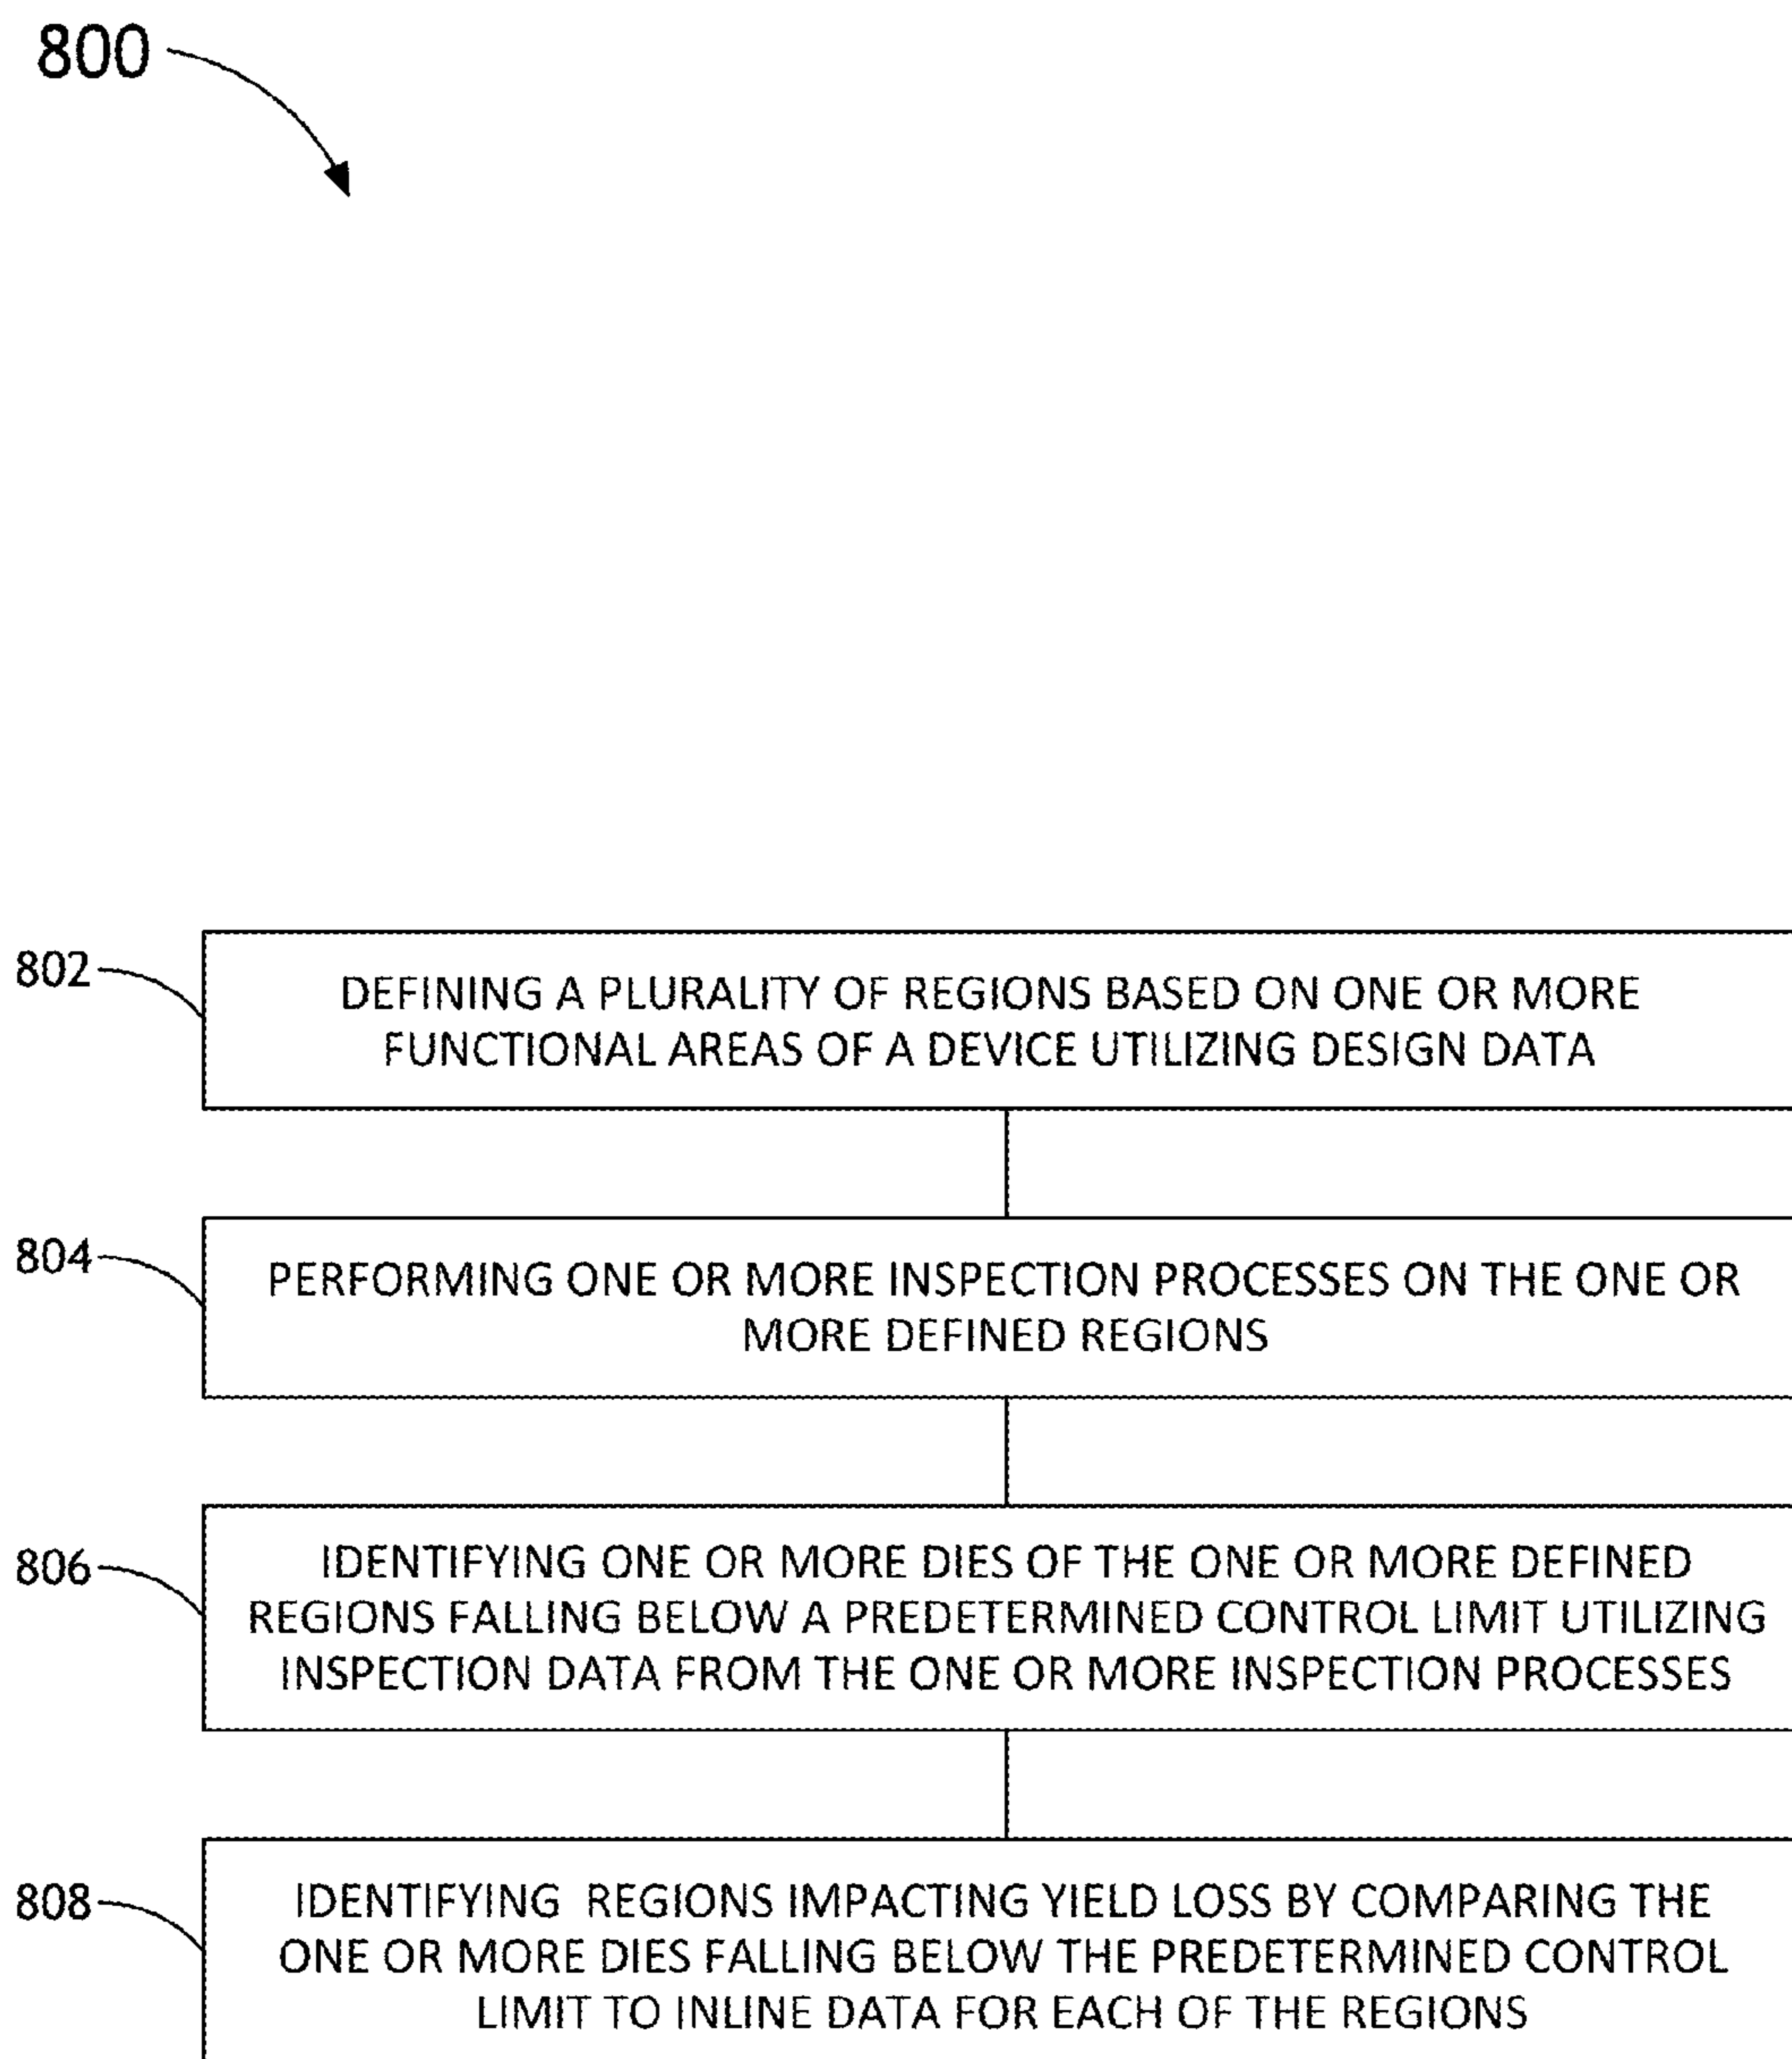 800
802
DEFINING A PLURALITY OF REGIONS BASED ON ONE OR MORE
FUNCTIONAL AREAS OF A DEVICE UTILIZING DESIGN DATA
804
PERFORMING ONE OR MORE INSPECTION PROCESSES ON THE ONE OR
MORE DEFINED REGIONS
806
IDENTIFYING ONE OR MORE DIES OF THE ONE OR MORE DEFINED
REGIONS FALLING BELOW A PREDETERMINED CONTROL LIMIT UTILIZING
INSPECTION DATA FROM THE ONE OR MORE INSPECTION PROCESSES
808
IDENTIFYING REGIONS IMPACTING YIELD LOSS BY COMPARING THE
ONE OR MORE DIES FALLING BELOW THE PREDETERMINED CONTROL
LIMIT TO INLINE DATA FOR EACH OF THE REGIONS